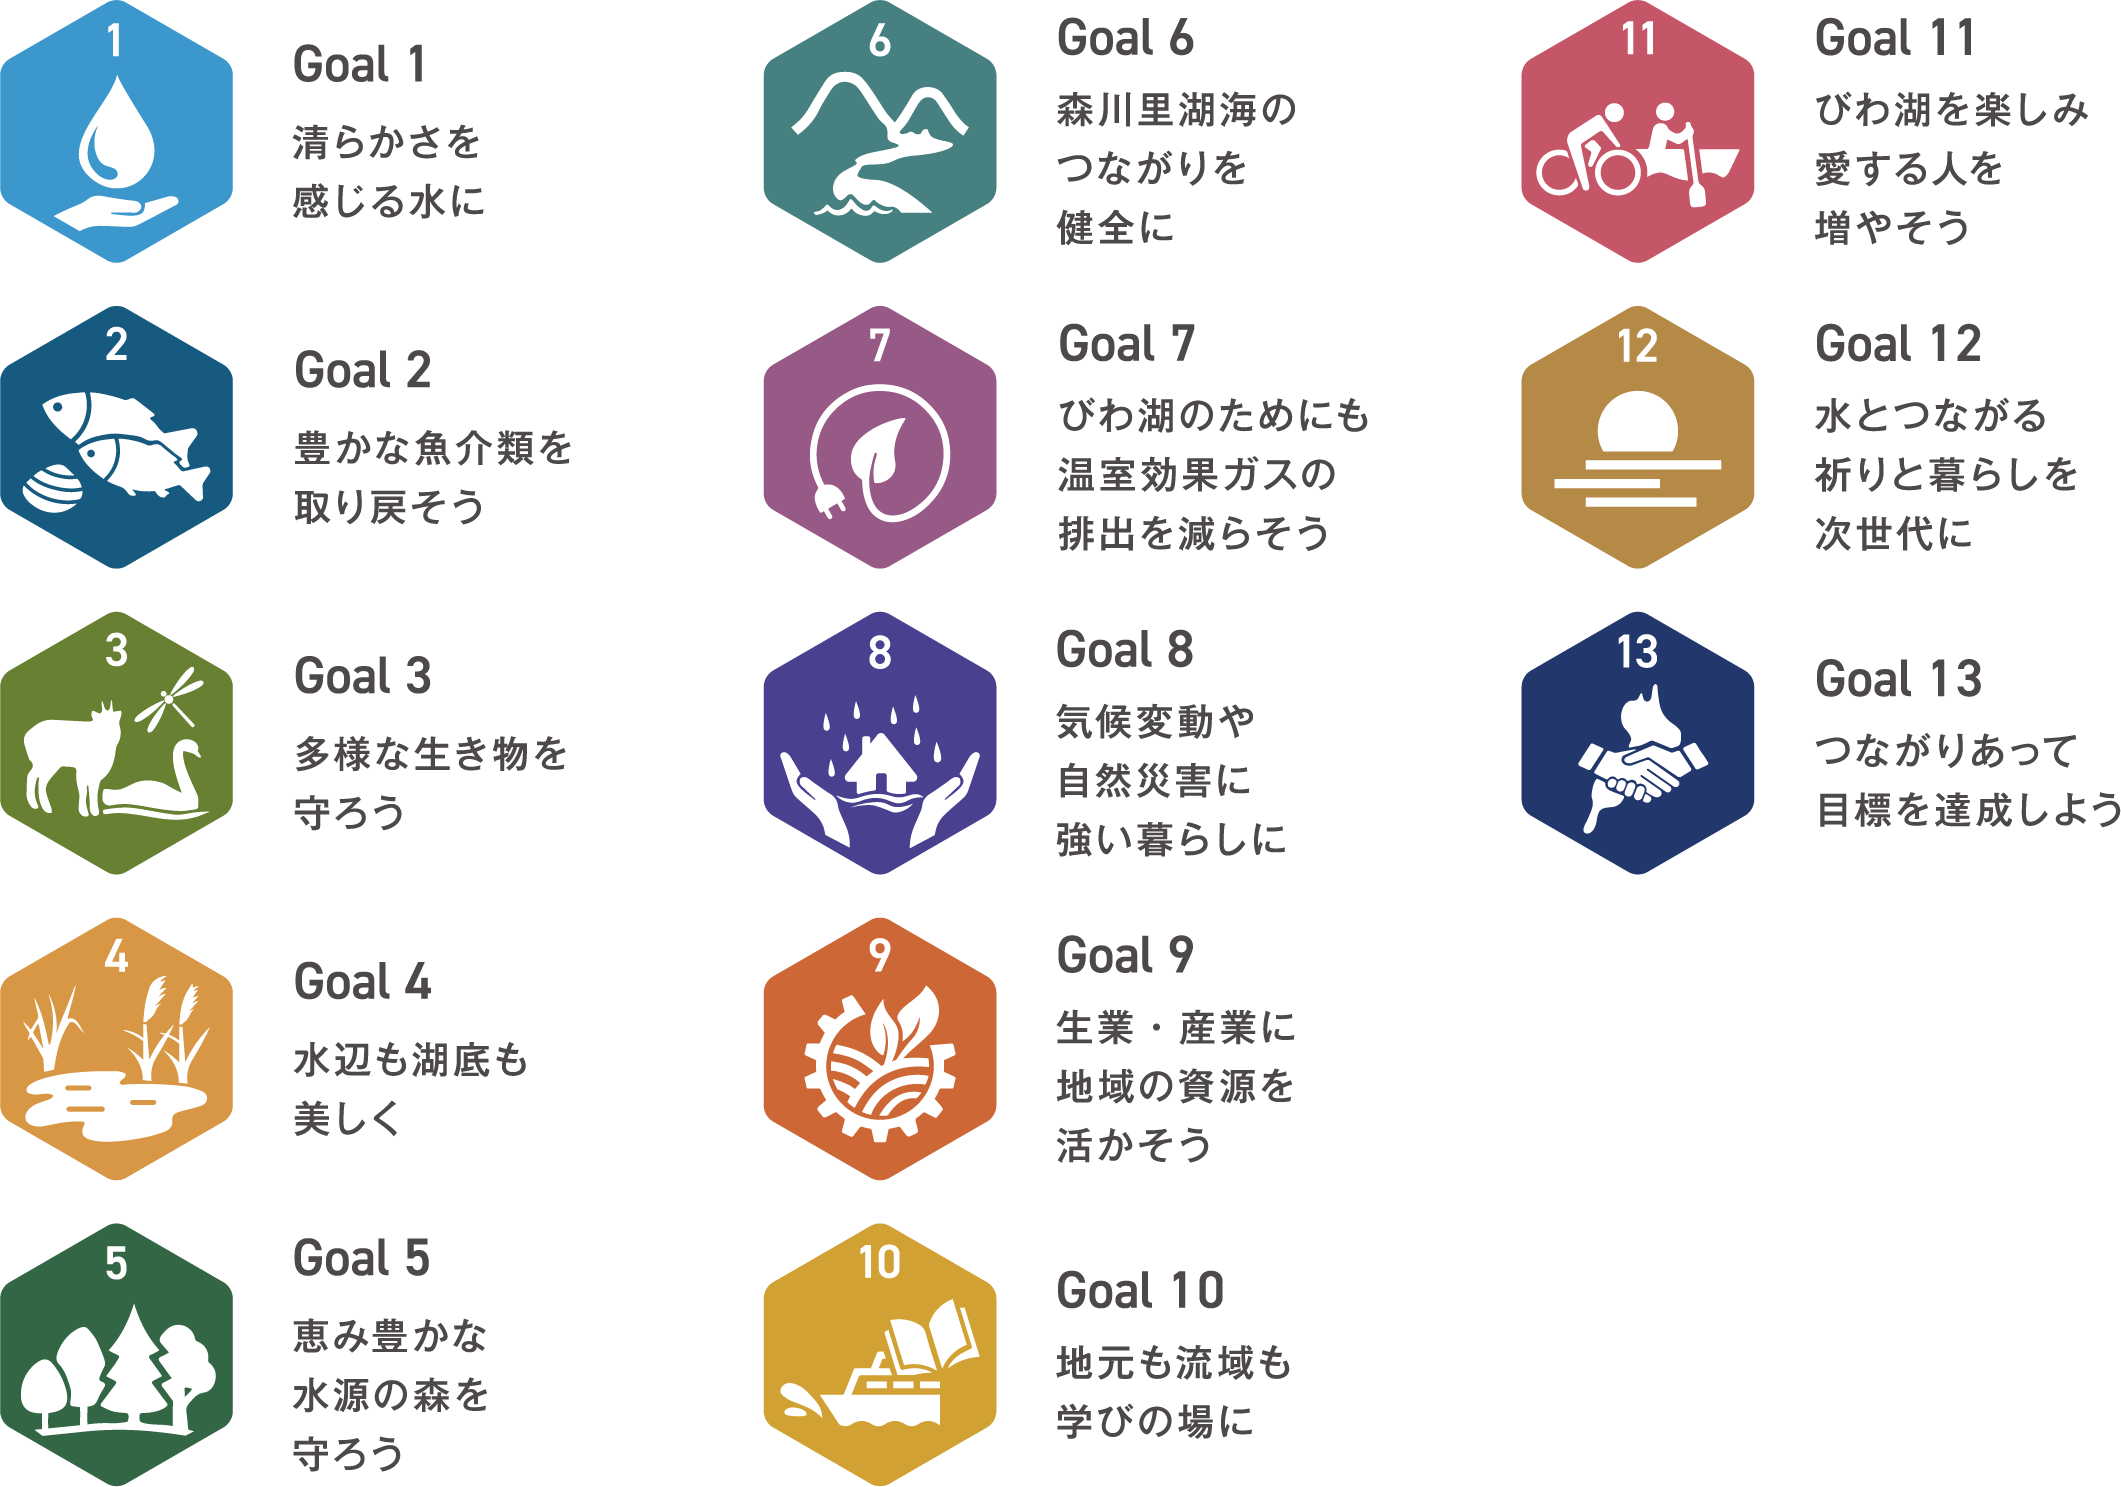 1
Goal 1
清らかさを
感じる水に
2
Goal 2
豊かな魚介類を
取り戻そう
3
Goal 3
多様な生き物を
守ろう
4
Goal 4
水辺も湖底も
美しく
5
Goal 5
恵み豊かな
水源の森を
守ろう
6
Goal 6
森川里湖海の
つながりを
健全に
7
Goal 7
びわ湖のためにも
温室効果ガスの
排出を減らそう
8
Goal 8
気候変動や
自然災害に
強い暮らしに
9
Goal 9
生業・産業に
地域の資源を
活かそう
10
Goal 10
地元も流域も
学びの場に
11
Goal 11
びわ湖を楽しみ
愛する人を
増やそう
12
Goal 12
水とつながる
祈りと暮らしを
次世代に
13
Goal 13
つながりあって
目標を達成しよう